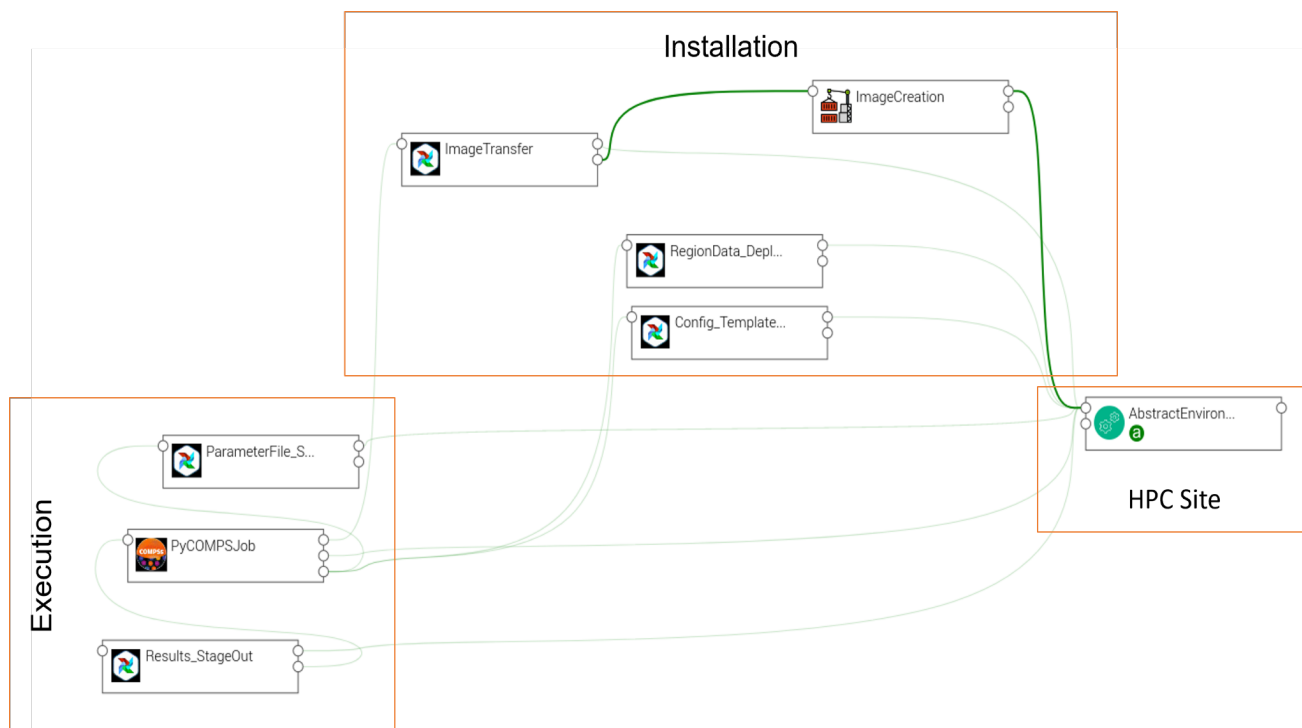 Installation
ImageCreation
ImageTransfer
RegionData_Depl...
Config_Template...
AbstractEnviron...
a
HPC Site
Execution
ParameterFile_S...
PyCOMPSJob
COMPSs
Results_StageOut